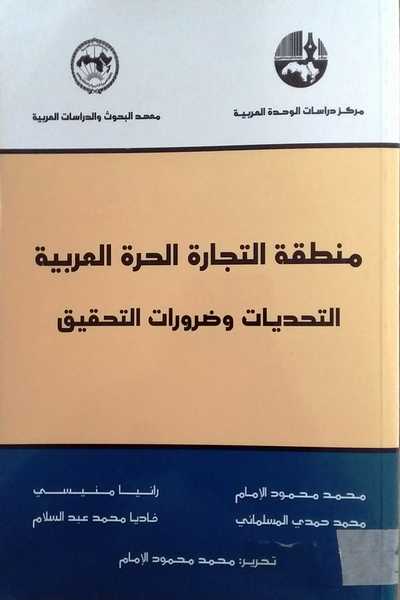 مركز دراسات الوحدة العربية
معهد البحوث والدراسات العربية
منطقة التجارة الحرة العربية
التحديات وضرورات التحقيق
محمد محمود الإمام
رانيا منيسي
محمد حمدي المسلماني
فاديا محمد عبد السلام
تحرير: محمد محمود الإمام